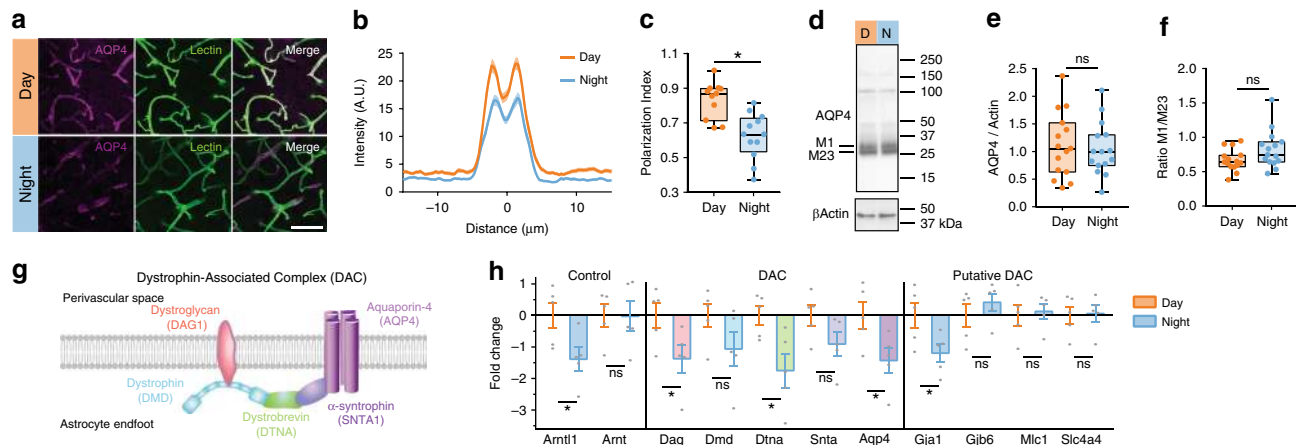 a
AQP4 Lectin Merge
Day
AQP4 Lectin Merge
Night
b
Intensity (A.U.)
25
20
15
10
5
0
−10 0 10
Distance (μm)
Day
Night
c
Polarization Index
1.1
0.9
0.7
0.5
0.3
*
Day Night
d
D N
250
150
100
AQP4
50
37
M1
M23
25
15
βActin
50
37 kDa
e
AQP4 / Actin
2.5
2.0
1.5
1.0
0.5
0.0
ns
Day Night
f
Ratio M1/M23
2.0
1.5
1.0
0.5
0.0
ns
Day Night
g
Dystrophin-Associated Complex (DAC)
Perivascular space
Dystroglycan
(DAG1)
Aquaporin-4
(AQP4)
Dystrophin
(DMD)
Dystrobrevin
(DTNA)
α-syntrophin
(SNTA1)
Astrocyte endfoot
h
Control DAC Putative DAC
Fold change
1
0
−1
−2
−3
* ns * ns * ns * * ns ns ns
Arntl1 Arnt Dag Dmd Dtna Snta Aqp4 Gja1 Gjb6 Mlc1 Slc4a4
Day
Night